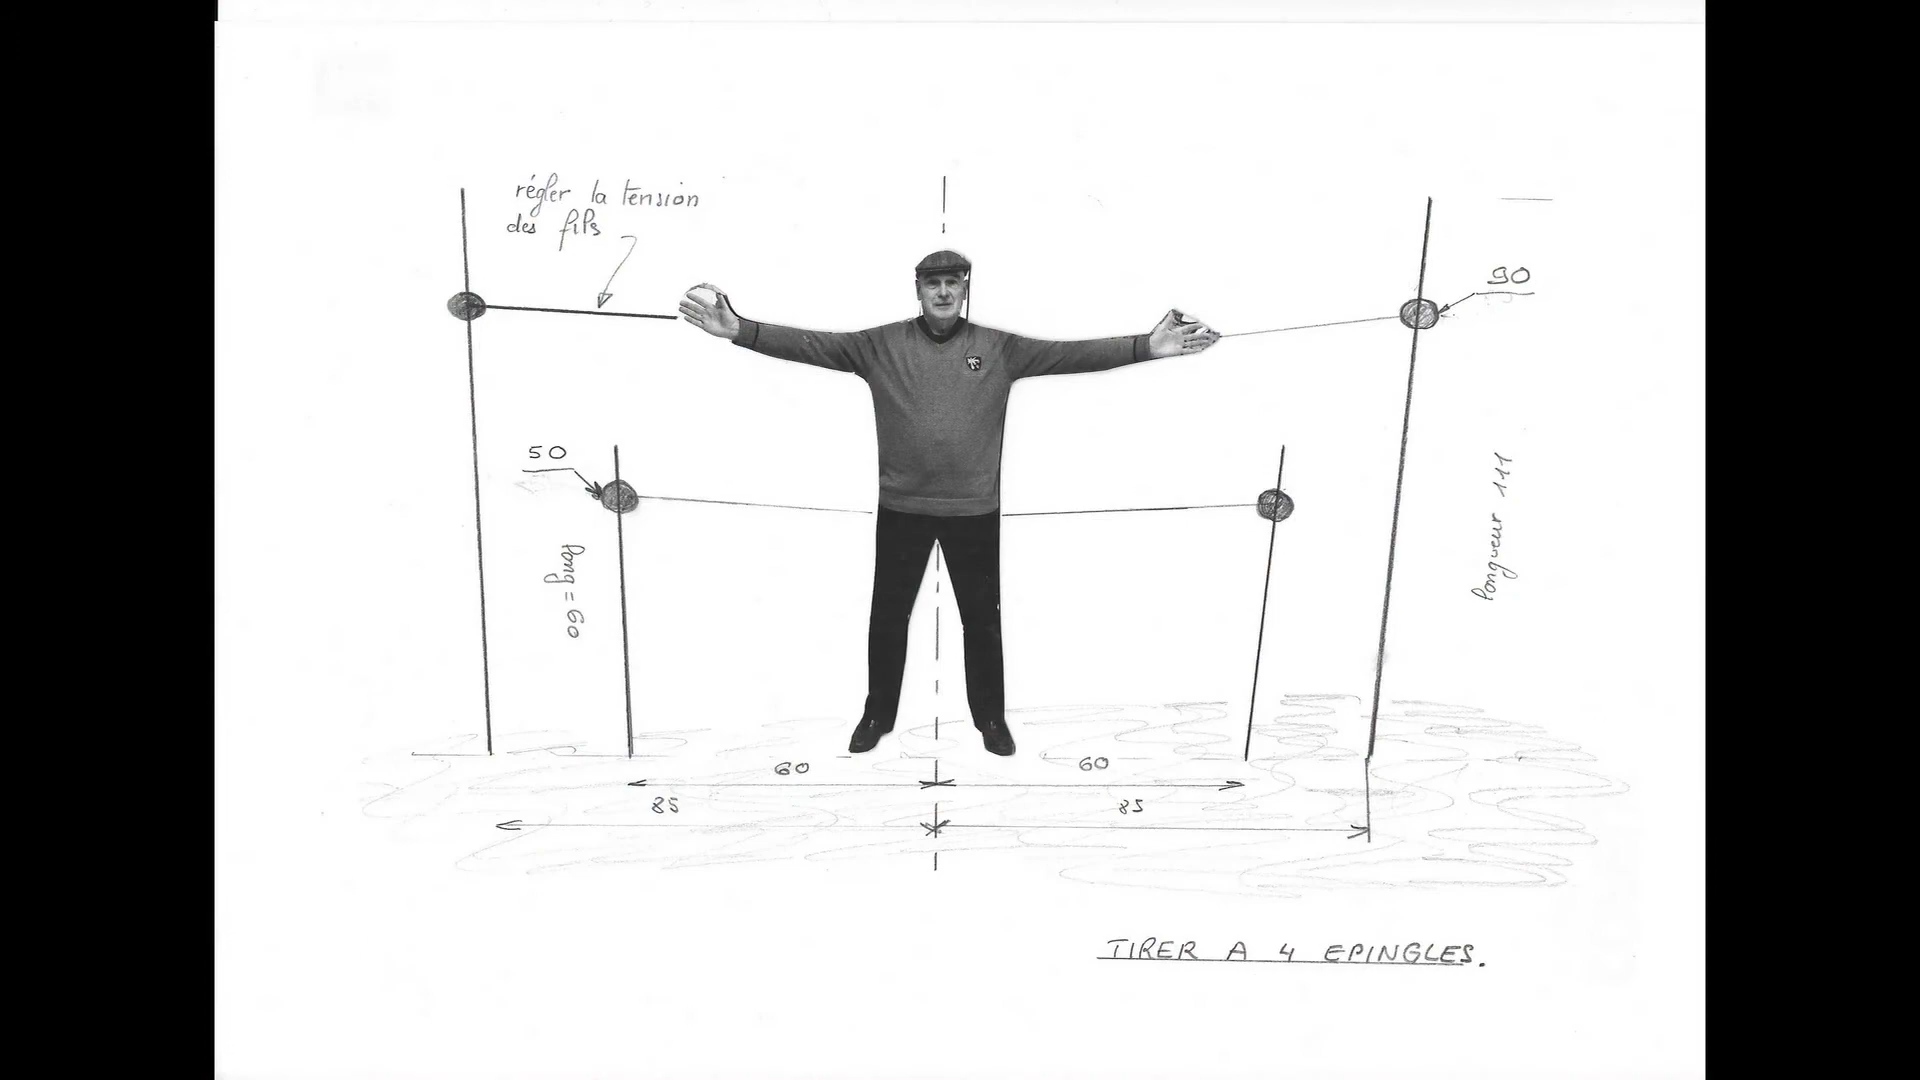 régler la tension
des fils
90
50
longueur 111
long = 60
60
60
85
85
TIRER A 4 EPINGLES.